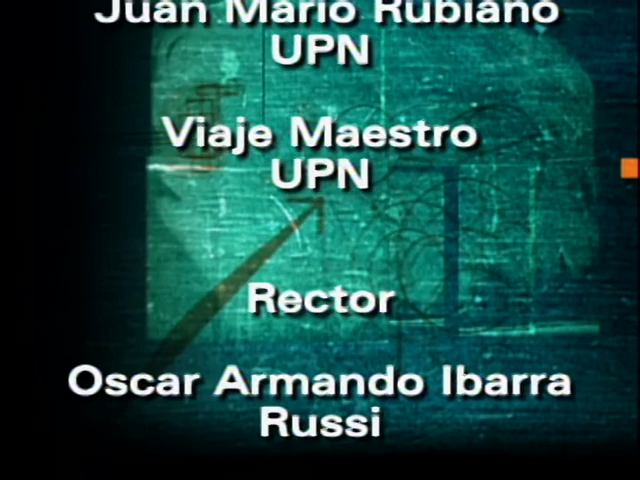 Juan Mario Rubiano
UPN
Viaje Maestro
UPN
Rector
Oscar Armando Ibarra
Russi